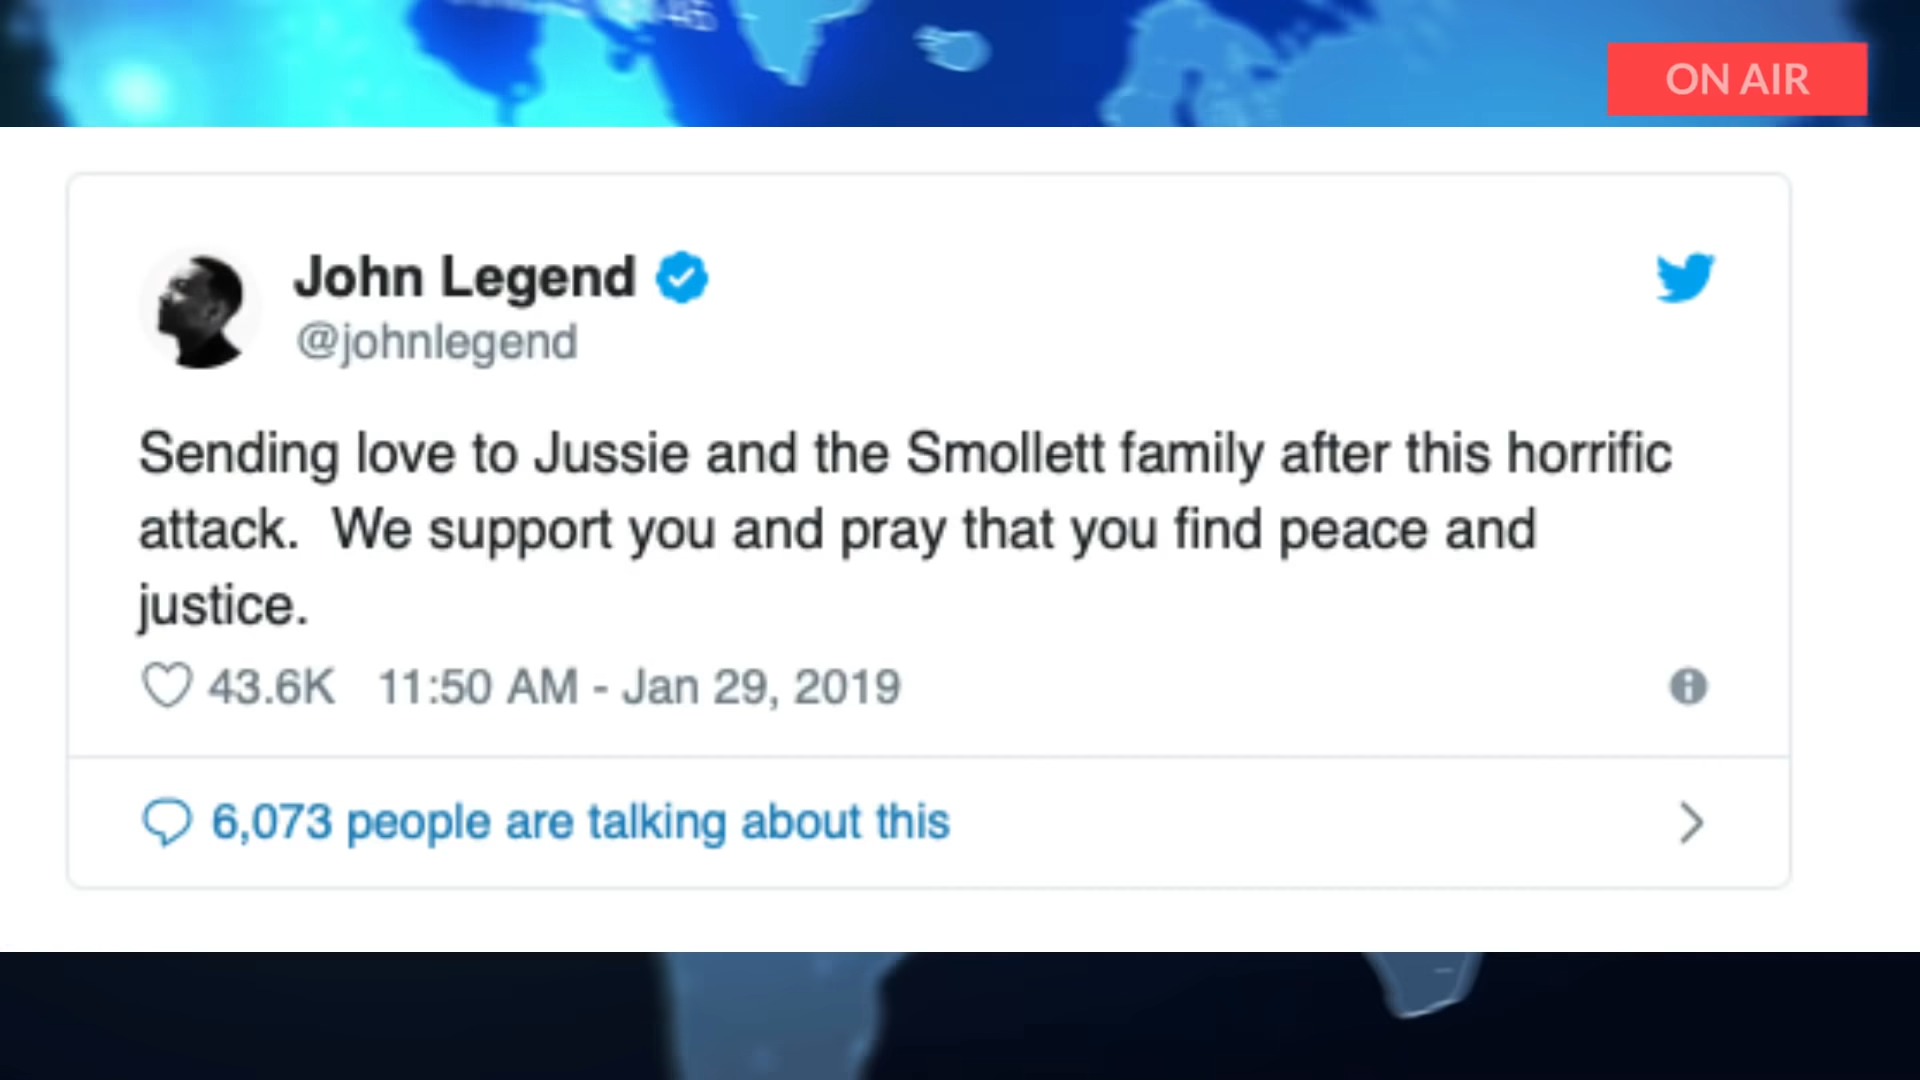 ON AIR
John Legend
@johnlegend
Sending love to Jussie and the Smollett family after this horrific
attack.  We support you and pray that you find peace and
justice.
43.6K 11:50 AM - Jan 29, 2019
6,073 people are talking about this